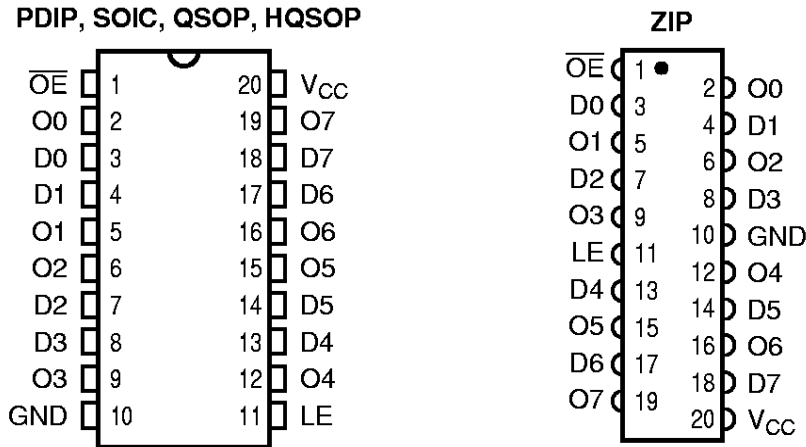 PDIP, SOIC, QSOP, HQSOP
OE 1 20 VCC
O0 2 19 O7
D0 3 18 D7
D1 4 17 D6
O1 5 16 O6
O2 6 15 O5
D2 7 14 D5
D3 8 13 D4
O3 9 12 O4
GND 10 11 LE
ZIP
OE 1
2 O0
D0 3
4 D1
O1 5
6 O2
D2 7
8 D3
O3 9
10 GND
LE 11
12 O4
D4 13
14 D5
O5 15
16 O6
D6 17
18 D7
O7 19
20 VCC